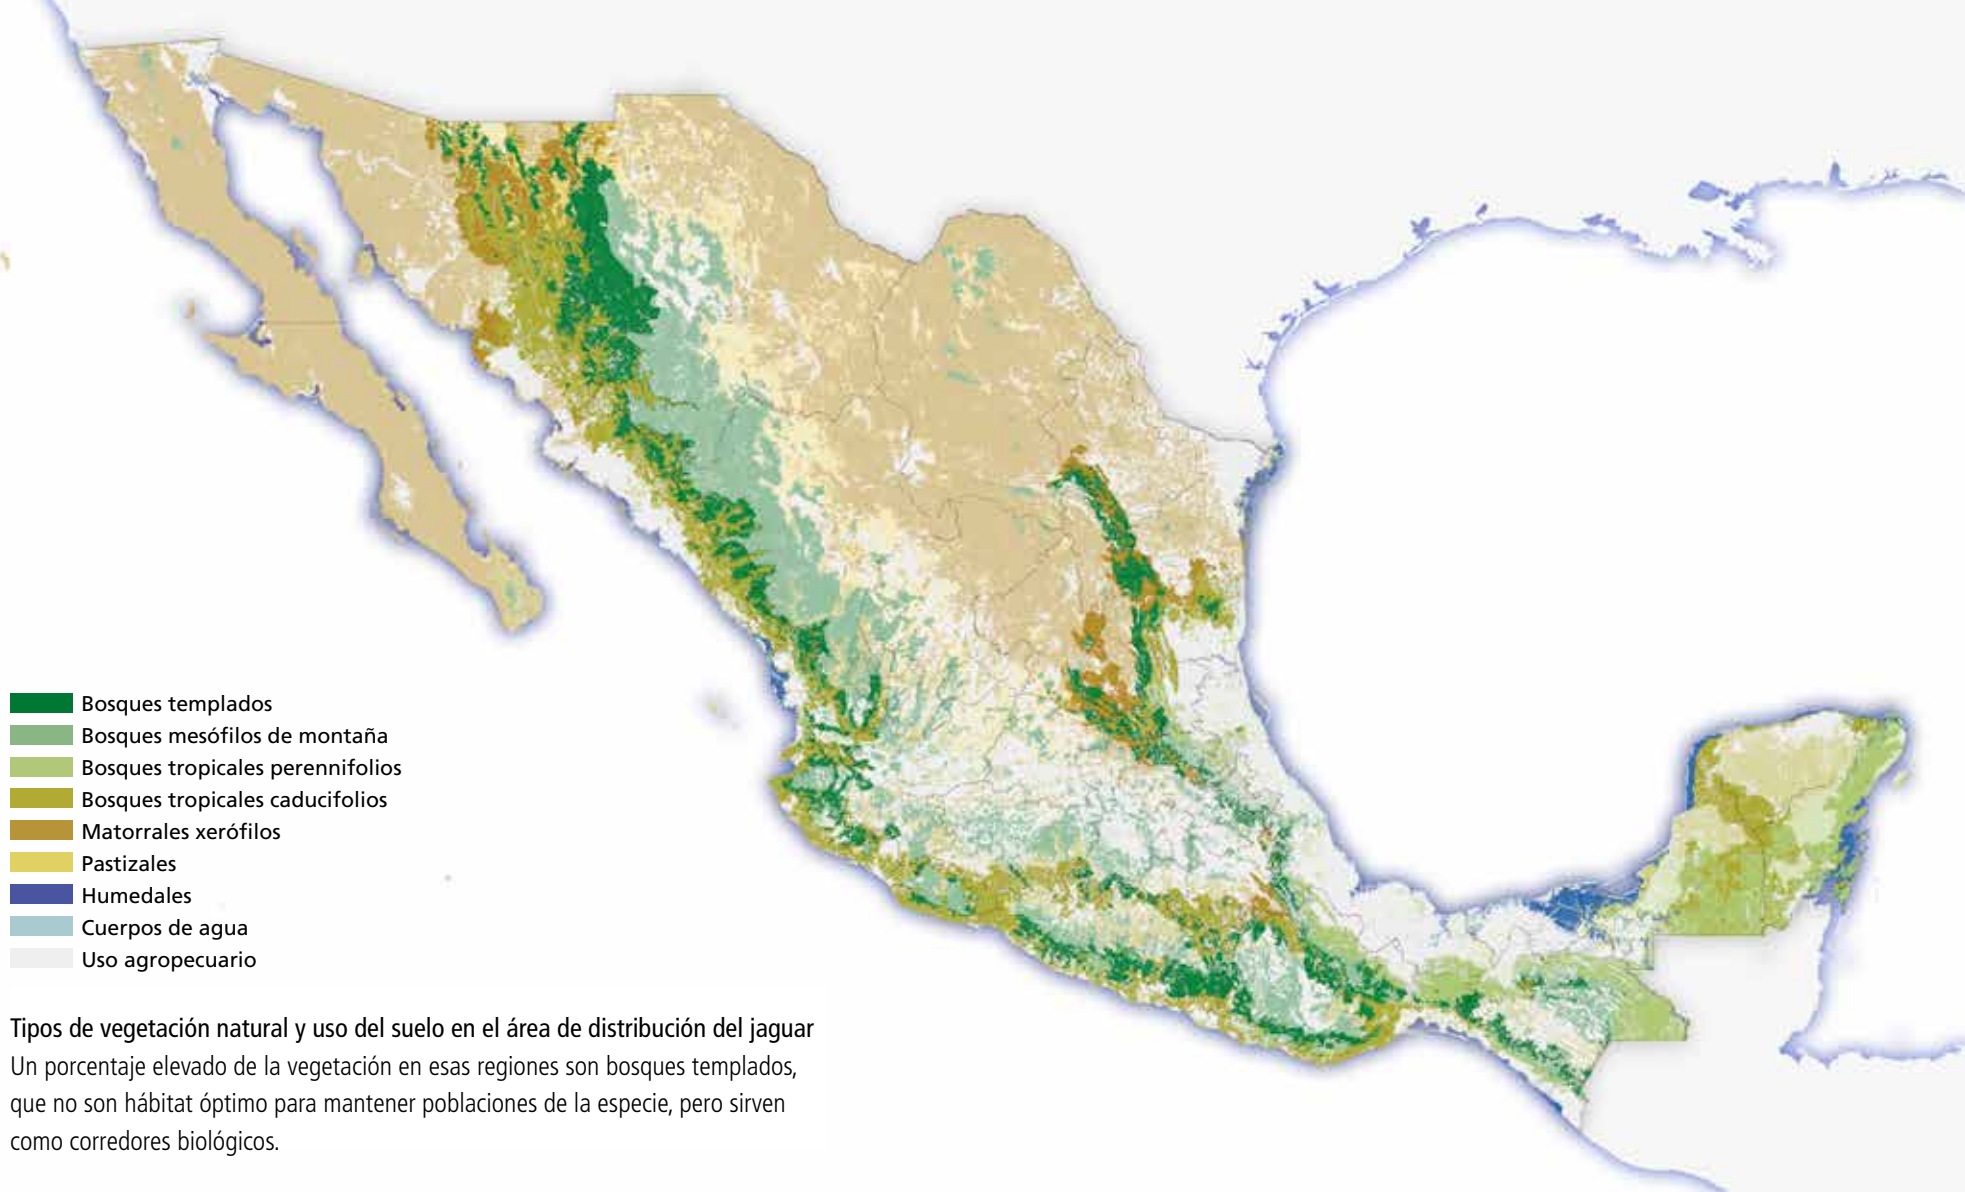 Bosques templados
Bosques mesófilos de montaña
Bosques tropicales perennifolios
Bosques tropicales caducifolios
Matorrales xerófilos
Pastizales
Humedales
Cuerpos de agua
Uso agropecuario
Tipos de vegetación natural y uso del suelo en el área de distribución del jaguar
Un porcentaje elevado de la vegetación en esas regiones son bosques templados,
que no son hábitat óptimo para mantener poblaciones de la especie, pero sirven
como corredores biológicos.